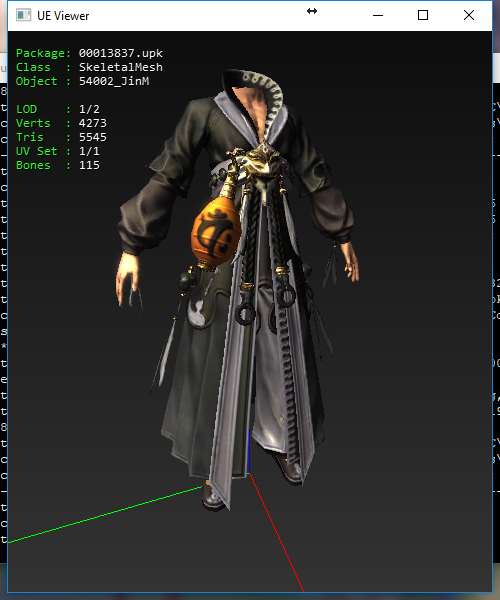 UE Viewer
Package: 00013837.upk
Class : SkeletalMesh
Object : 54002_JinM
LOD : 1/2
Verts : 4273
Tris : 5545
UV Set : 1/1
Bones : 115